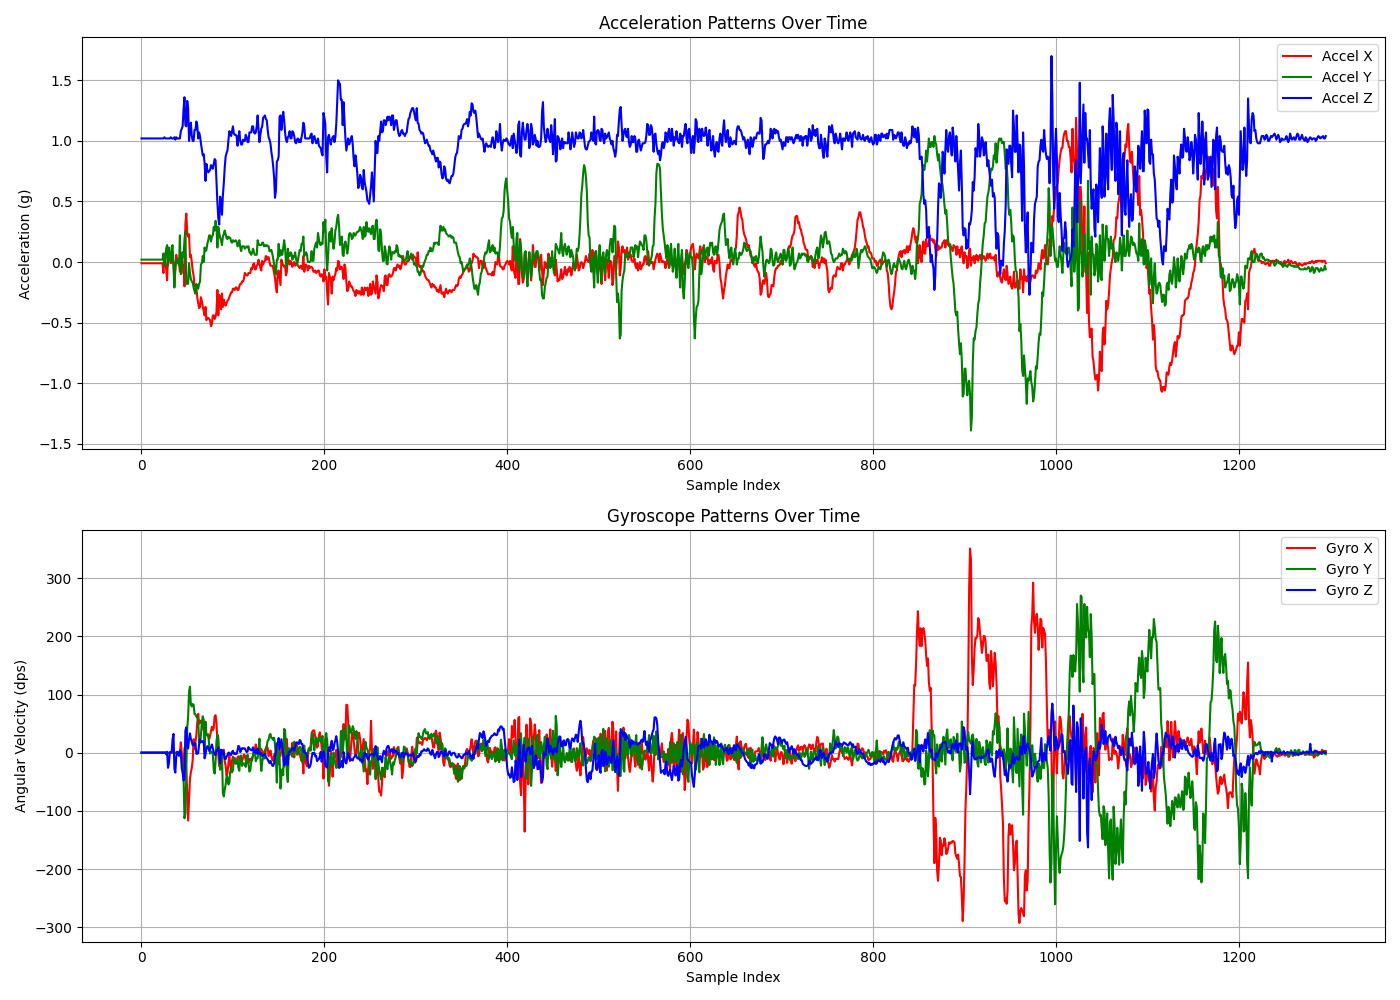 Acceleration Patterns Over Time
Accel X
Accel Y
Accel Z
Acceleration (g)
1.5
1.0
0.5
0.0
−0.5
−1.0
−1.5
0 200 400 600 800 1000 1200
Sample Index
Gyroscope Patterns Over Time
Gyro X
Gyro Y
Gyro Z
Angular Velocity (dps)
300
200
100
0
−100
−200
−300
0 200 400 600 800 1000 1200
Sample Index